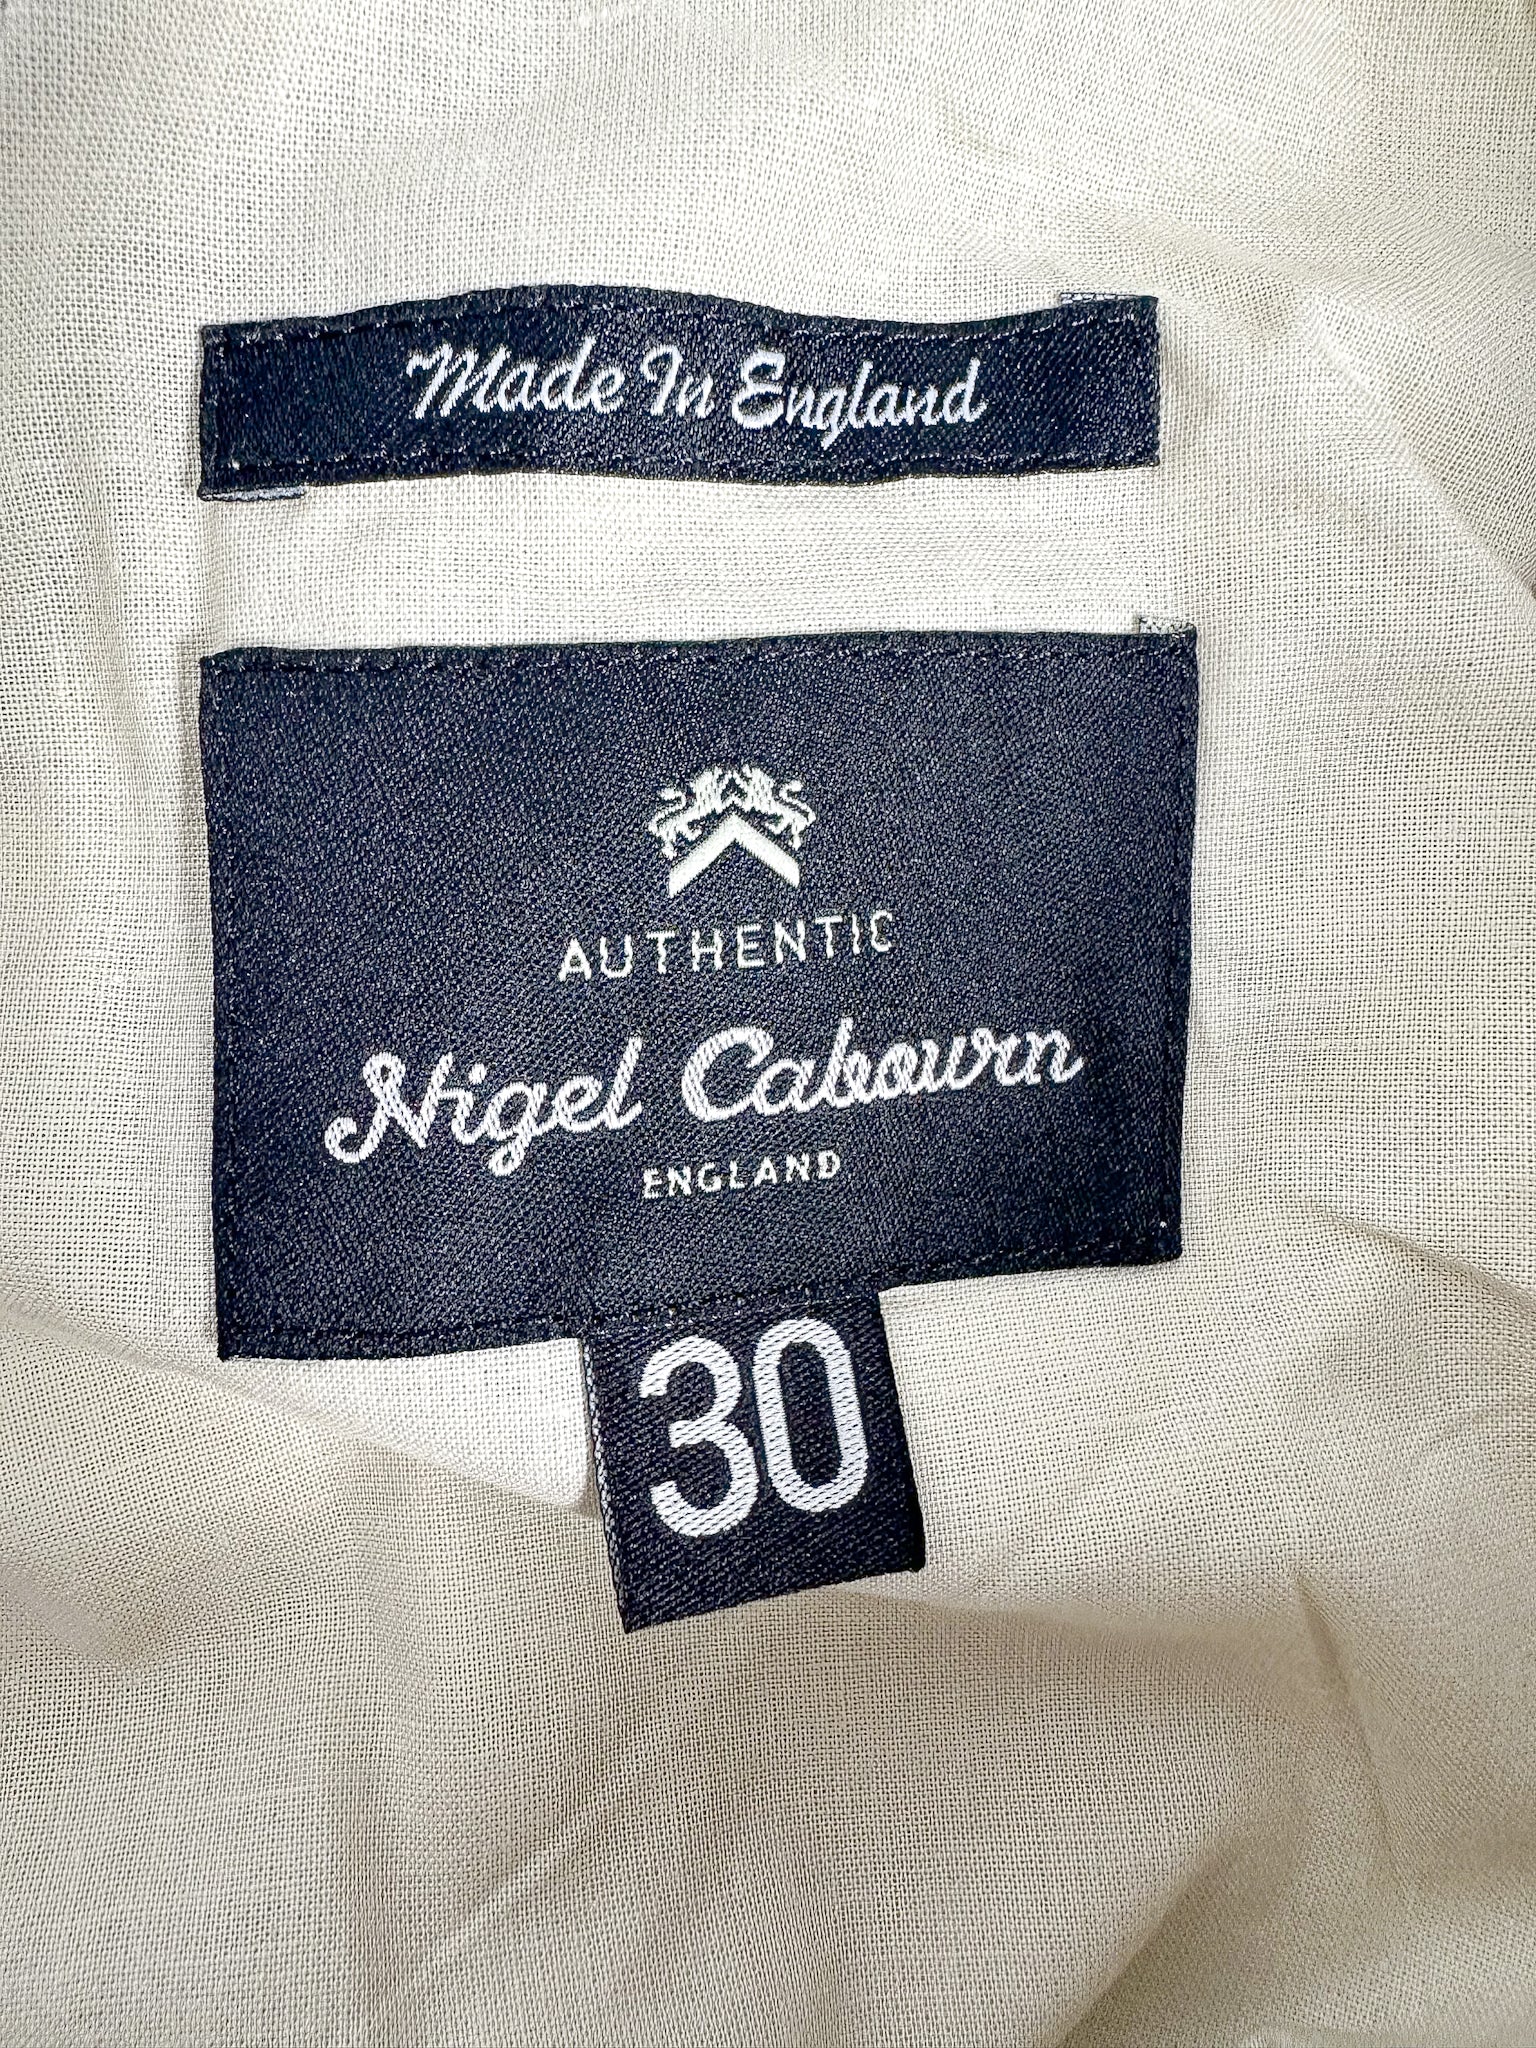 Made In England
AUTHENTIC
Nigel Cabourn
ENGLAND
30